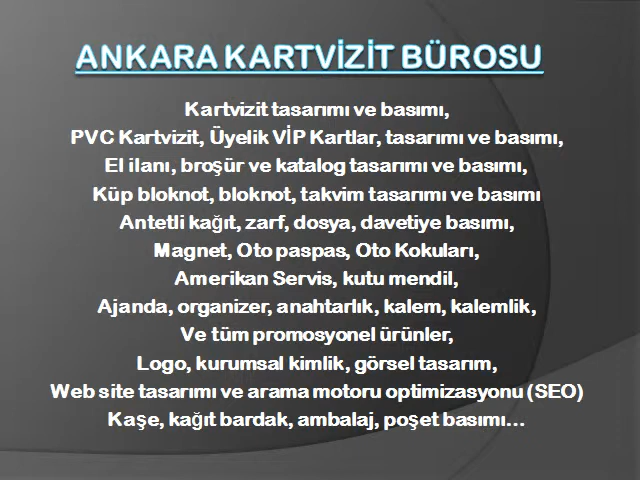 ANKARA KARTVİZİT BÜROSU
Kartvizit tasarımı ve basımı,
PVC Kartvizit, Üyelik VİP Kartlar, tasarımı ve basımı,
El ilanı, broşür ve katalog tasarımı ve basımı,
Küp bloknot, bloknot, takvim tasarımı ve basımı
Antetli kağıt, zarf, dosya, davetiye basımı,
Magnet, Oto paspas, Oto Kokuları,
Amerikan Servis, kutu mendil,
Ajanda, organizer, anahtarlık, kalem, kalemlik,
Ve tüm promosyonel ürünler,
Logo, kurumsal kimlik, görsel tasarım,
Web site tasarımı ve arama motoru optimizasyonu (SEO)
Kaşe, kağıt bardak, ambalaj, poşet basımı...